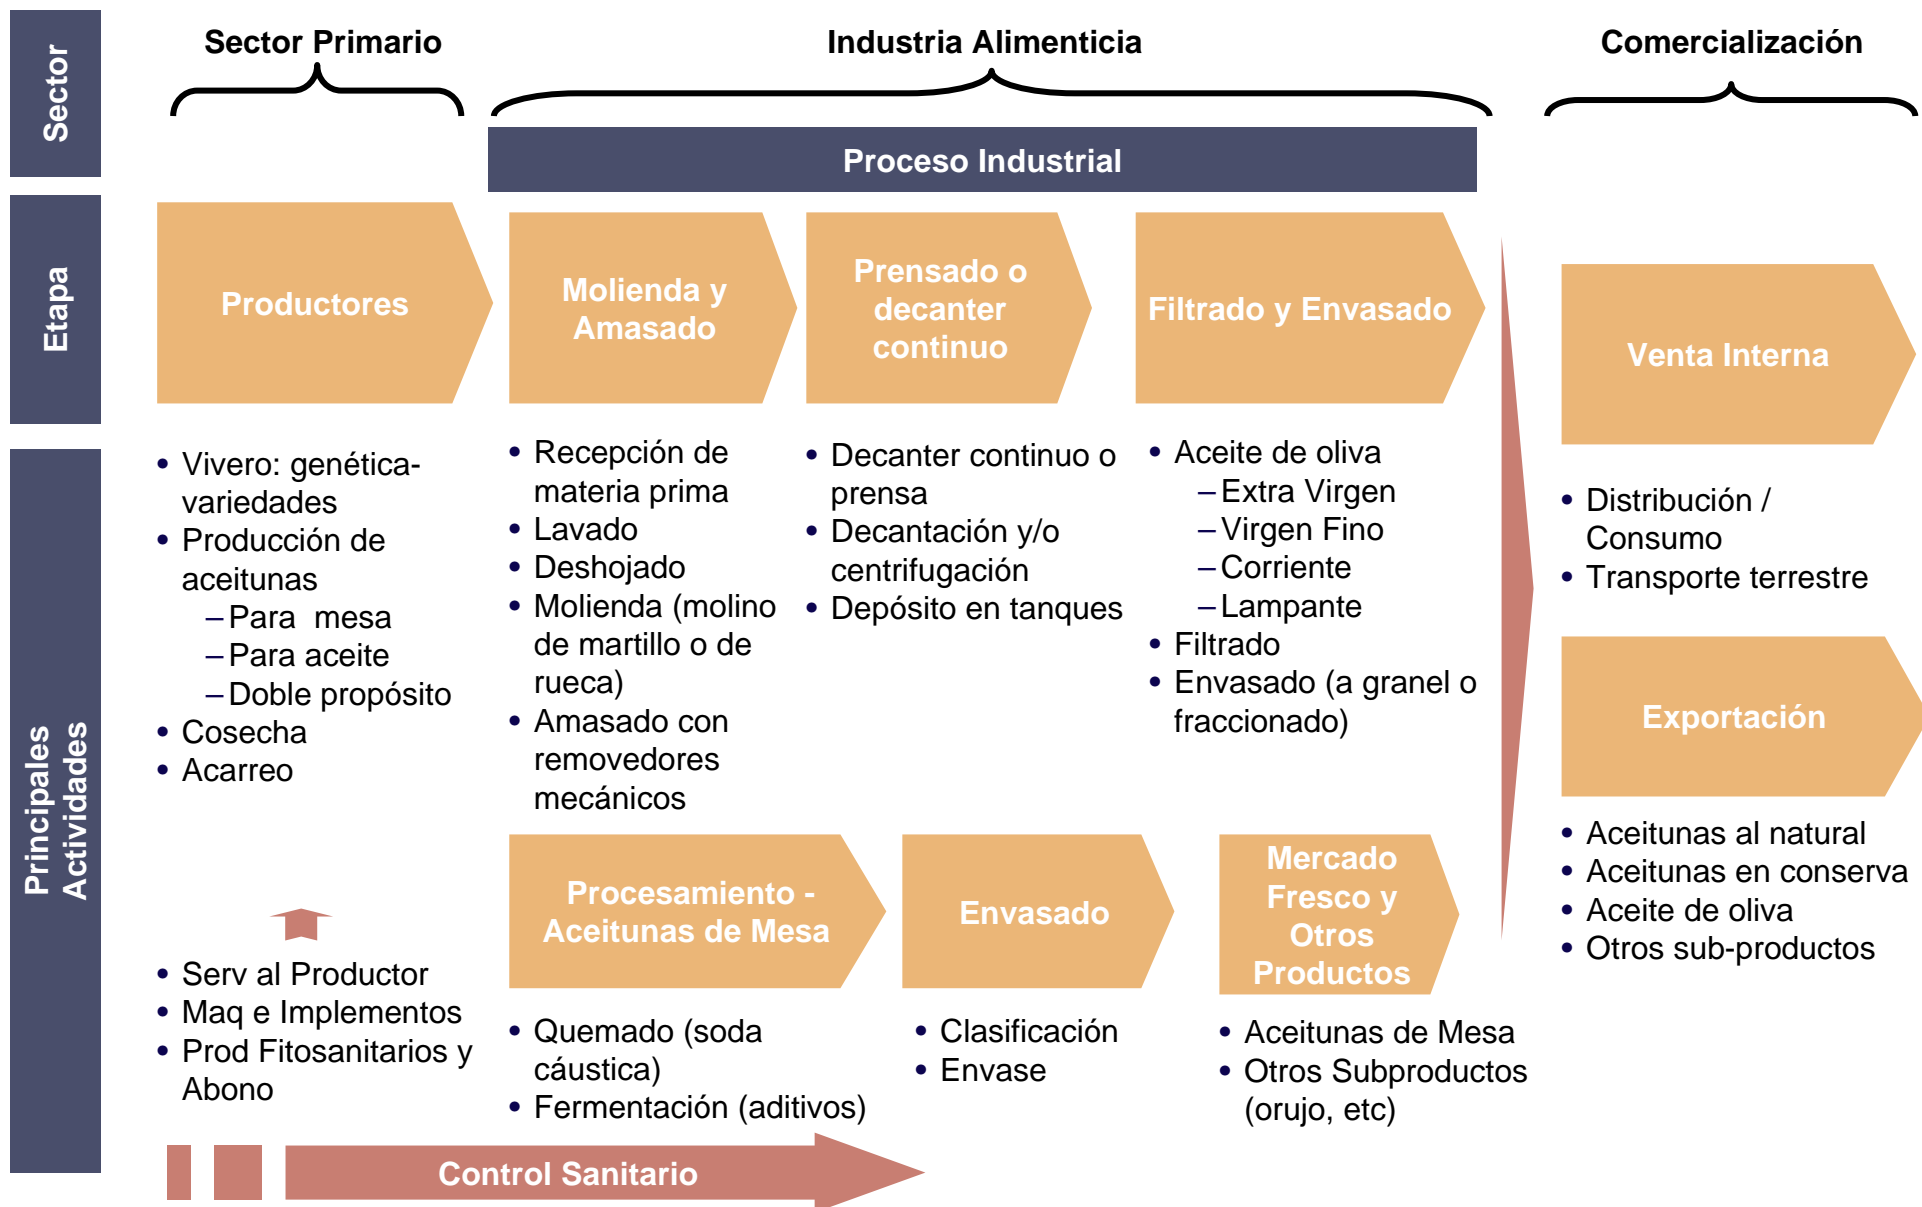 Sector
Sector Primario
Industria Alimenticia
Comercialización
Proceso Industrial
Etapa
Productores
Molienda y
Amasado
Prensado o
decanter
continuo
Filtrado y Envasado
Venta Interna
Principales
Actividades
• Vivero: genética-
variedades
• Producción de
aceitunas
– Para  mesa
– Para aceite
– Doble propósito
• Cosecha
• Acarreo
• Recepción de
materia prima
• Lavado
• Deshojado
• Molienda (molino
de martillo o de
rueca)
• Amasado con
removedores
mecánicos
• Decanter continuo o
prensa
• Decantación y/o
centrifugación
• Depósito en tanques
• Aceite de oliva
– Extra Virgen
– Virgen Fino
– Corriente
– Lampante
• Filtrado
• Envasado (a granel o
fraccionado)
• Distribución /
Consumo
• Transporte terrestre
Exportación
• Aceitunas al natural
• Aceitunas en conserva
• Aceite de oliva
• Otros sub-productos
• Serv al Productor
• Maq e Implementos
• Prod Fitosanitarios y
Abono
Procesamiento -
Aceitunas de Mesa
Envasado
Mercado
Fresco y
Otros
Productos
• Quemado (soda
cáustica)
• Fermentación (aditivos)
• Clasificación
• Envase
• Aceitunas de Mesa
• Otros Subproductos
(orujo, etc)
Control Sanitario